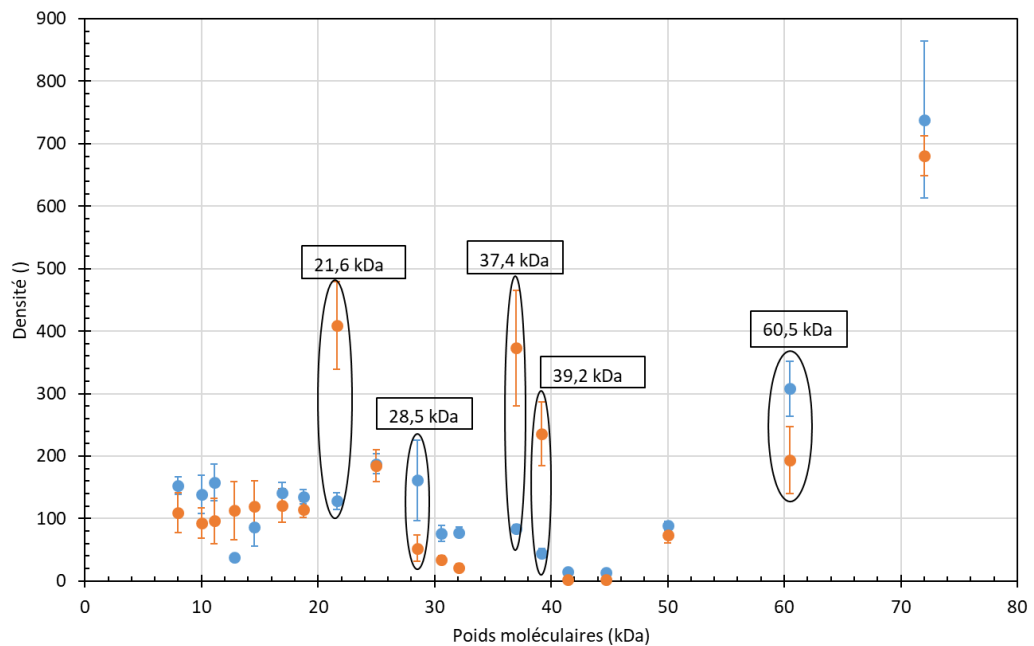 900
800
700
600
500
400
300
200
100
0
Densité ()
21,6 kDa
37,4 kDa
60,5 kDa
39,2 kDa
28,5 kDa
0 10 20 30 40 50 60 70 80
Poids moléculaires (kDa)